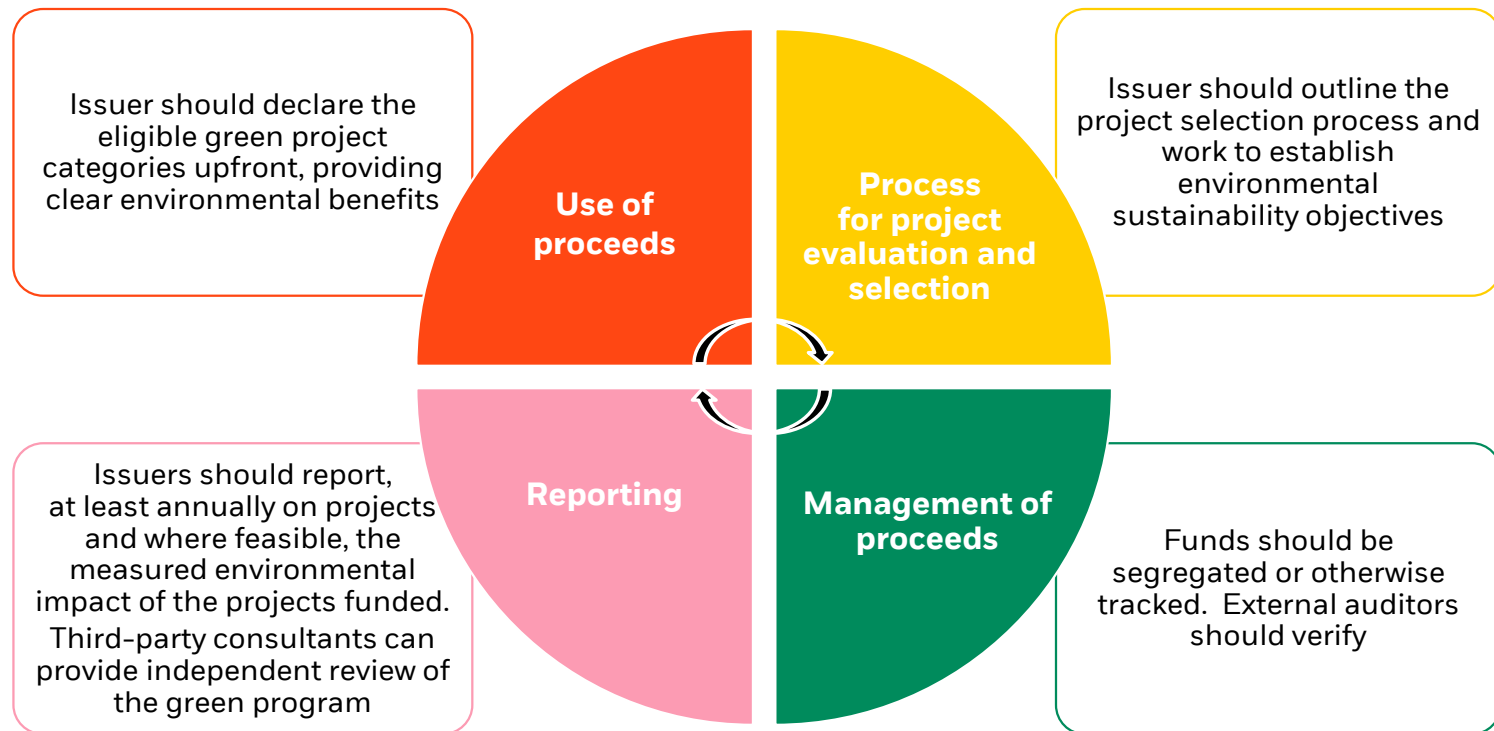 Issuer should declare the
eligible green project
categories upfront, providing
clear environmental benefits
Use of
proceeds
Process
for project
evaluation and
selection
Issuer should outline the
project selection process and
work to establish
environmental
sustainability objectives
Issuers should report,
at least annually on projects
and where feasible, the
measured environmental
impact of the projects funded.
Third-party consultants can
provide independent review of
the green program
Reporting
Management of
proceeds
Funds should be
segregated or otherwise
tracked.  External auditors
should verify